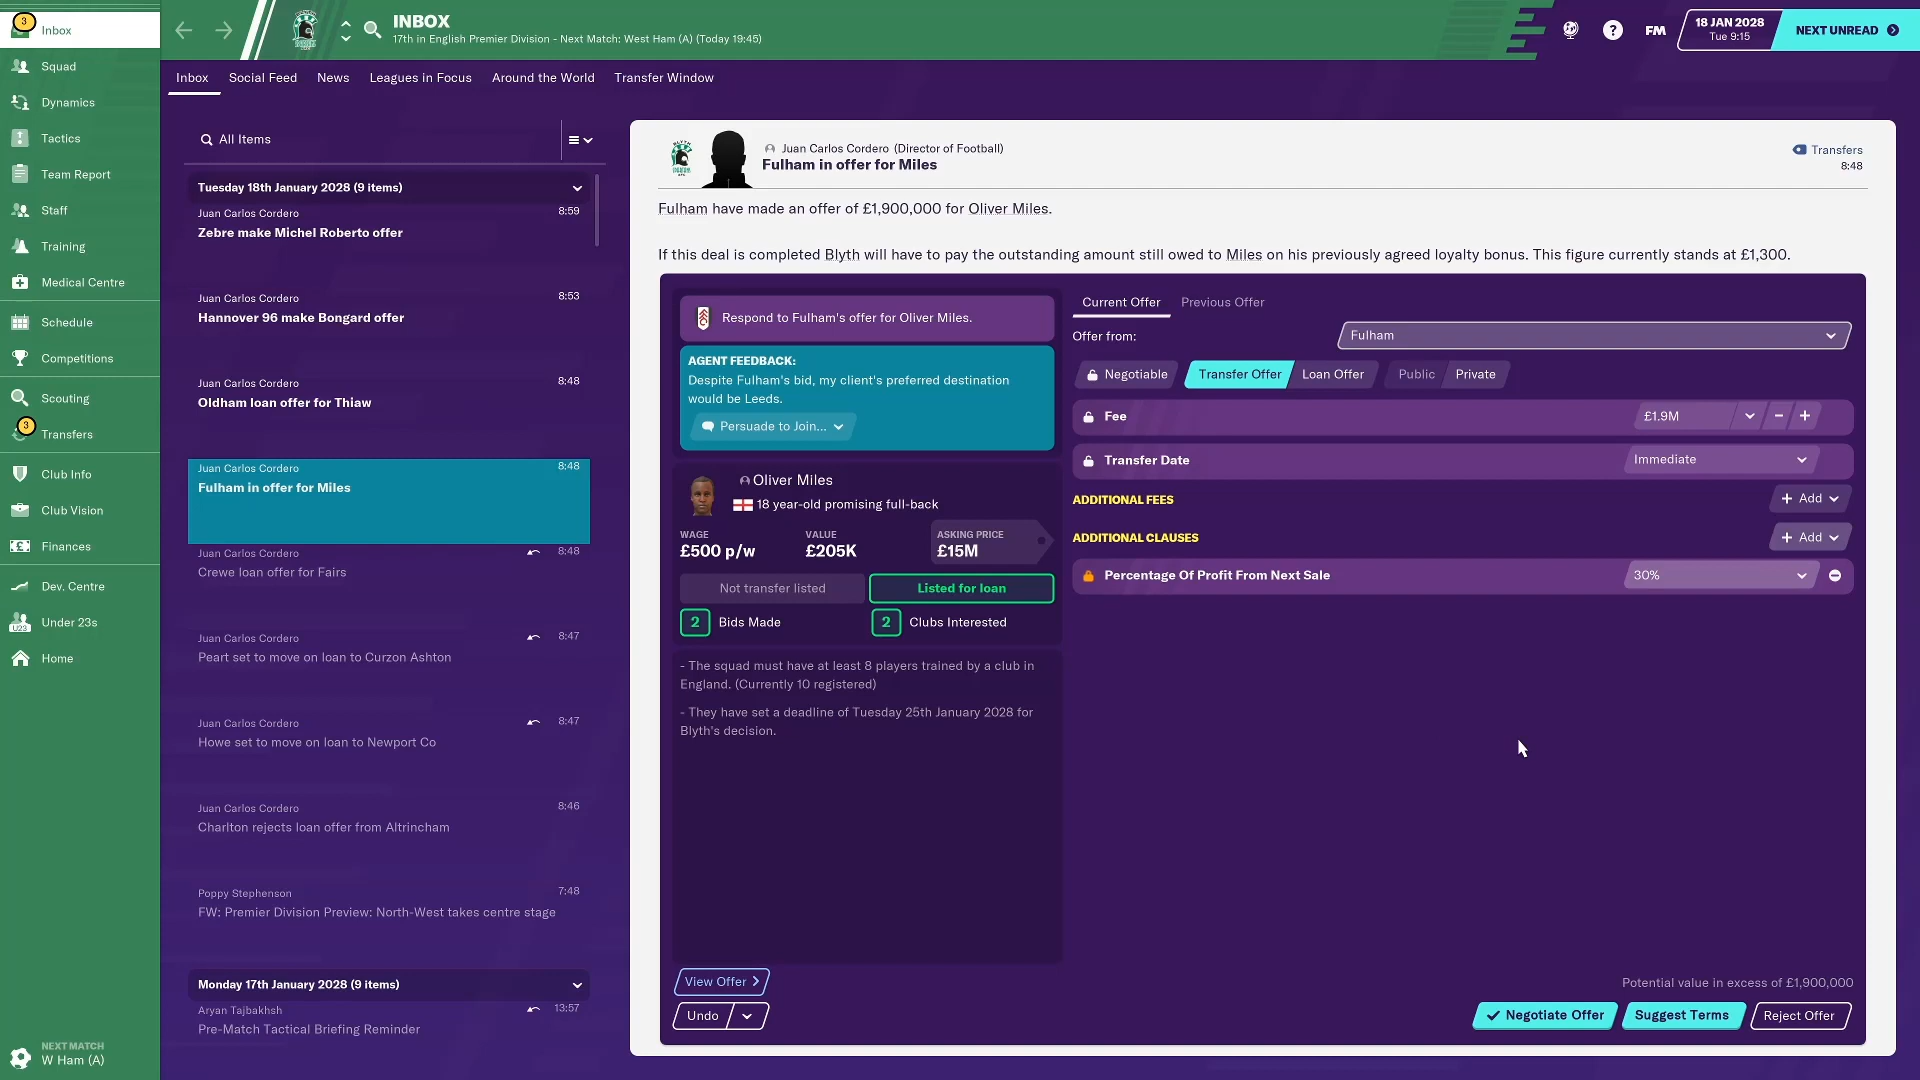 3
Inbox
Squad
Dynamics
Tactics
Team Report
Staff
Training
Medical Centre
Schedule
Competitions
Scouting
3
Transfers
Club Info
Club Vision
Finances
Dev. Centre
U23
Under 23s
Home
NEXT MATCH
W Ham (A)
INBOX
17th in English Premier Division - Next Match: West Ham (A) (Today 19:45)
?
FM
18 JAN 2028
Tue 9:15
NEXT UNREAD
Inbox
Social Feed
News
Leagues in Focus
Around the World
Transfer Window
All Items
Tuesday 18th January 2028 (9 items)
Juan Carlos Cordero 8:59
Zebre make Michel Roberto offer
Juan Carlos Cordero 8:53
Hannover 96 make Bongard offer
Juan Carlos Cordero 8:48
Oldham loan offer for Thiaw
Juan Carlos Cordero 8:48
Fulham in offer for Miles
Juan Carlos Cordero 8:48
Crewe loan offer for Fairs
Juan Carlos Cordero 8:47
Peart set to move on loan to Curzon Ashton
Juan Carlos Cordero 8:47
Howe set to move on loan to Newport Co
Juan Carlos Cordero 8:46
Charlton rejects loan offer from Altrincham
Poppy Stephenson 7:48
FW: Premier Division Preview: North-West takes centre stage
Monday 17th January 2028 (9 items)
Aryan Tajbakhsh 13:57
Pre-Match Tactical Briefing Reminder
Juan Carlos Cordero (Director of Football)
Fulham in offer for Miles
Transfers
8:48
Fulham have made an offer of £1,900,000 for Oliver Miles.
If this deal is completed Blyth will have to pay the outstanding amount still owed to Miles on his previously agreed loyalty bonus. This figure currently stands at £1,300.
Respond to Fulham's offer for Oliver Miles.
AGENT FEEDBACK:
Despite Fulham's bid, my client's preferred destination
would be Leeds.
Persuade to Join...
Oliver Miles
18 year-old promising full-back
WAGE
£500 p/w
VALUE
£205K
ASKING PRICE
£15M
Not transfer listed
Listed for loan
2 Bids Made
2 Clubs Interested
- The squad must have at least 8 players trained by a club in
England. (Currently 10 registered)
- They have set a deadline of Tuesday 25th January 2028 for
Blyth's decision.
View Offer
Undo
Current Offer
Previous Offer
Offer from:
Fulham
Negotiable
Transfer Offer
Loan Offer
Public
Private
Fee
£1.9M
Transfer Date
Immediate
ADDITIONAL FEES
+ Add
ADDITIONAL CLAUSES
+ Add
Percentage Of Profit From Next Sale
30%
Potential value in excess of £1,900,000
Negotiate Offer
Suggest Terms
Reject Offer